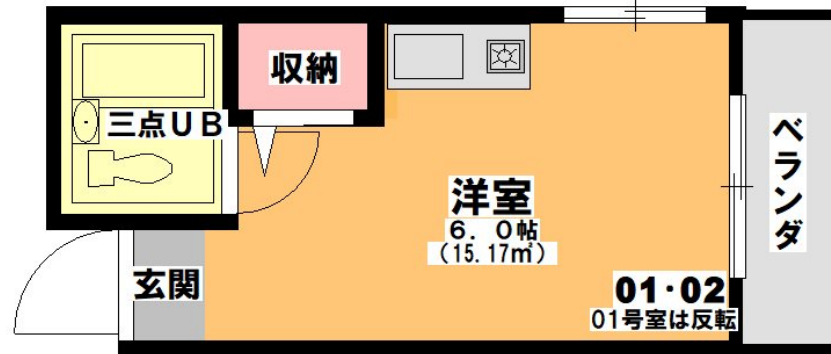 収納
三点ＵＢ
洋室
６．０帖
（15.17㎡）
ベランダ
玄関
01・02
01号室は反転